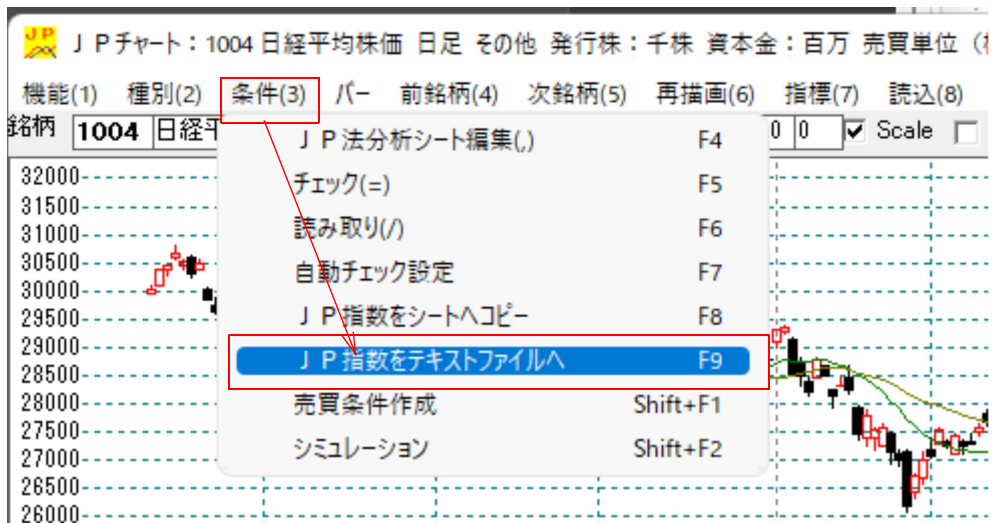 JP
ＪＰチャート：1004 日経平均株価 日足 その他 発行株：千株 資本金：百万 売買単位（
機能(1) 種別(2) 条件(3) バー 前銘柄(4) 次銘柄(5) 再描画(6) 指標(7) 読込(8)
銘柄 1004 日経平 0 0 Scale
ＪＰ法分析シート編集(,) F4
チェック(=) F5
読み取り(/) F6
自動チェック設定 F7
ＪＰ指数をシートへコピー F8
ＪＰ指数をテキストファイルへ F9
売買条件作成 Shift+F1
シミュレーション Shift+F2
32000
31500
31000
30500
30000
29500
29000
28500
28000
27500
27000
26500
26000